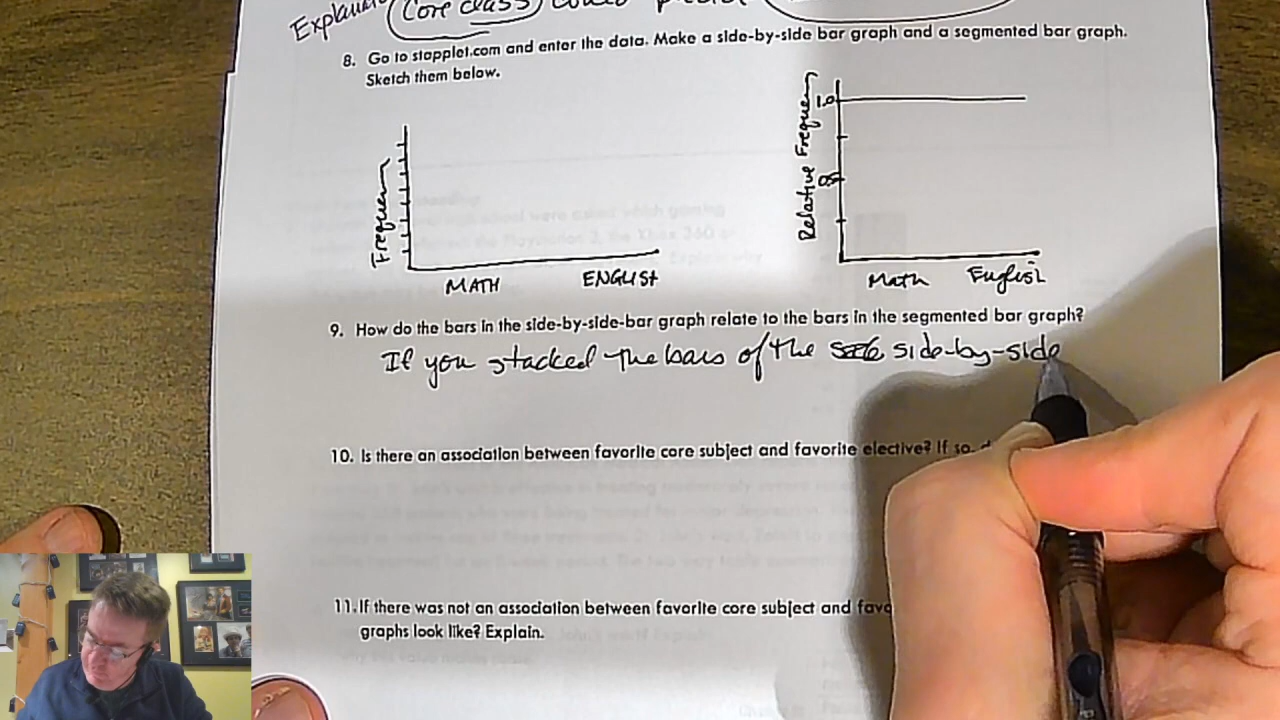 Core class could
8. Go to stapplet.com and enter the data. Make a side-by-side bar graph and a segmented bar graph.
Sketch them below.
Frequency
MATH ENGLISH
Relative Frequency
1.0
0.5
Math English
9. How do the bars in the side-by-side-bar graph relate to the bars in the segmented bar graph?
If you stacked the bars of the side-by-side
10. Is there an association between favorite core subject and favorite elective? If so,
11. If there was not an association between favorite core subject and
graphs look like? Explain.